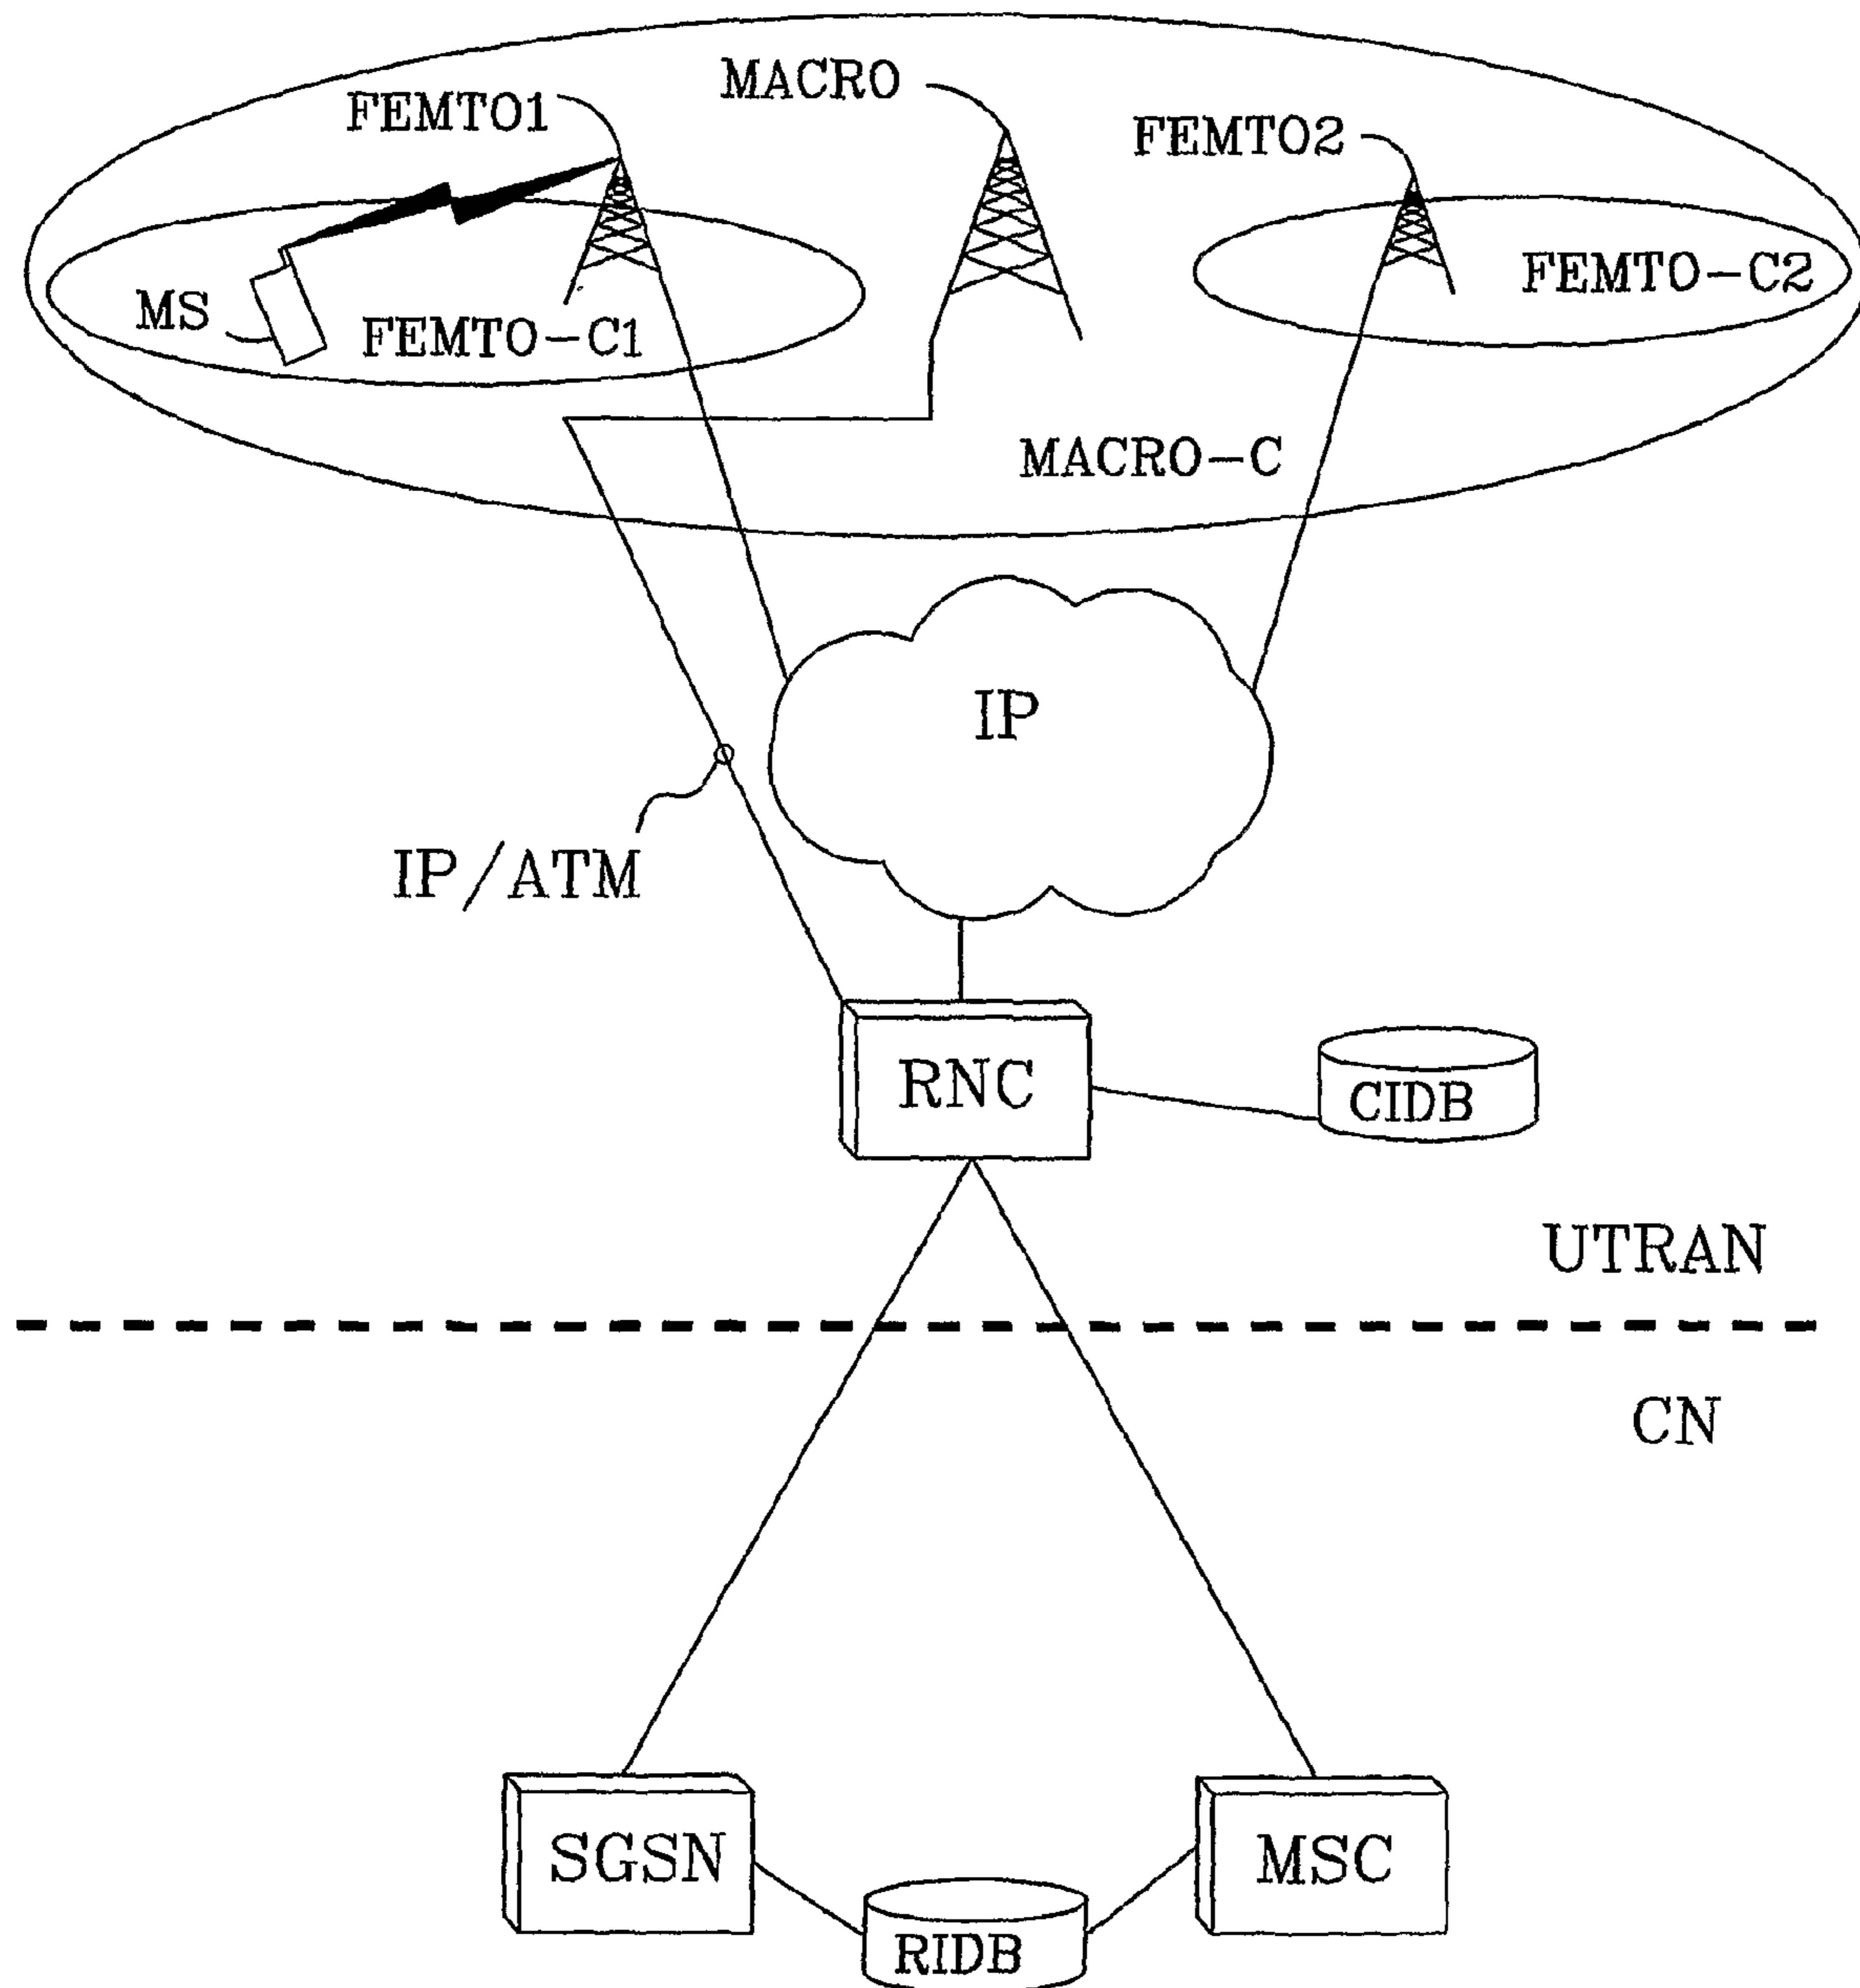 MACRO
FEMTO1
FEMTO2
MS
FEMTO-C1
FEMTO-C2
MACRO-C
IP
IP/ATM
RNC
CIDB
UTRAN
CN
SGSN
MSC
RIDB